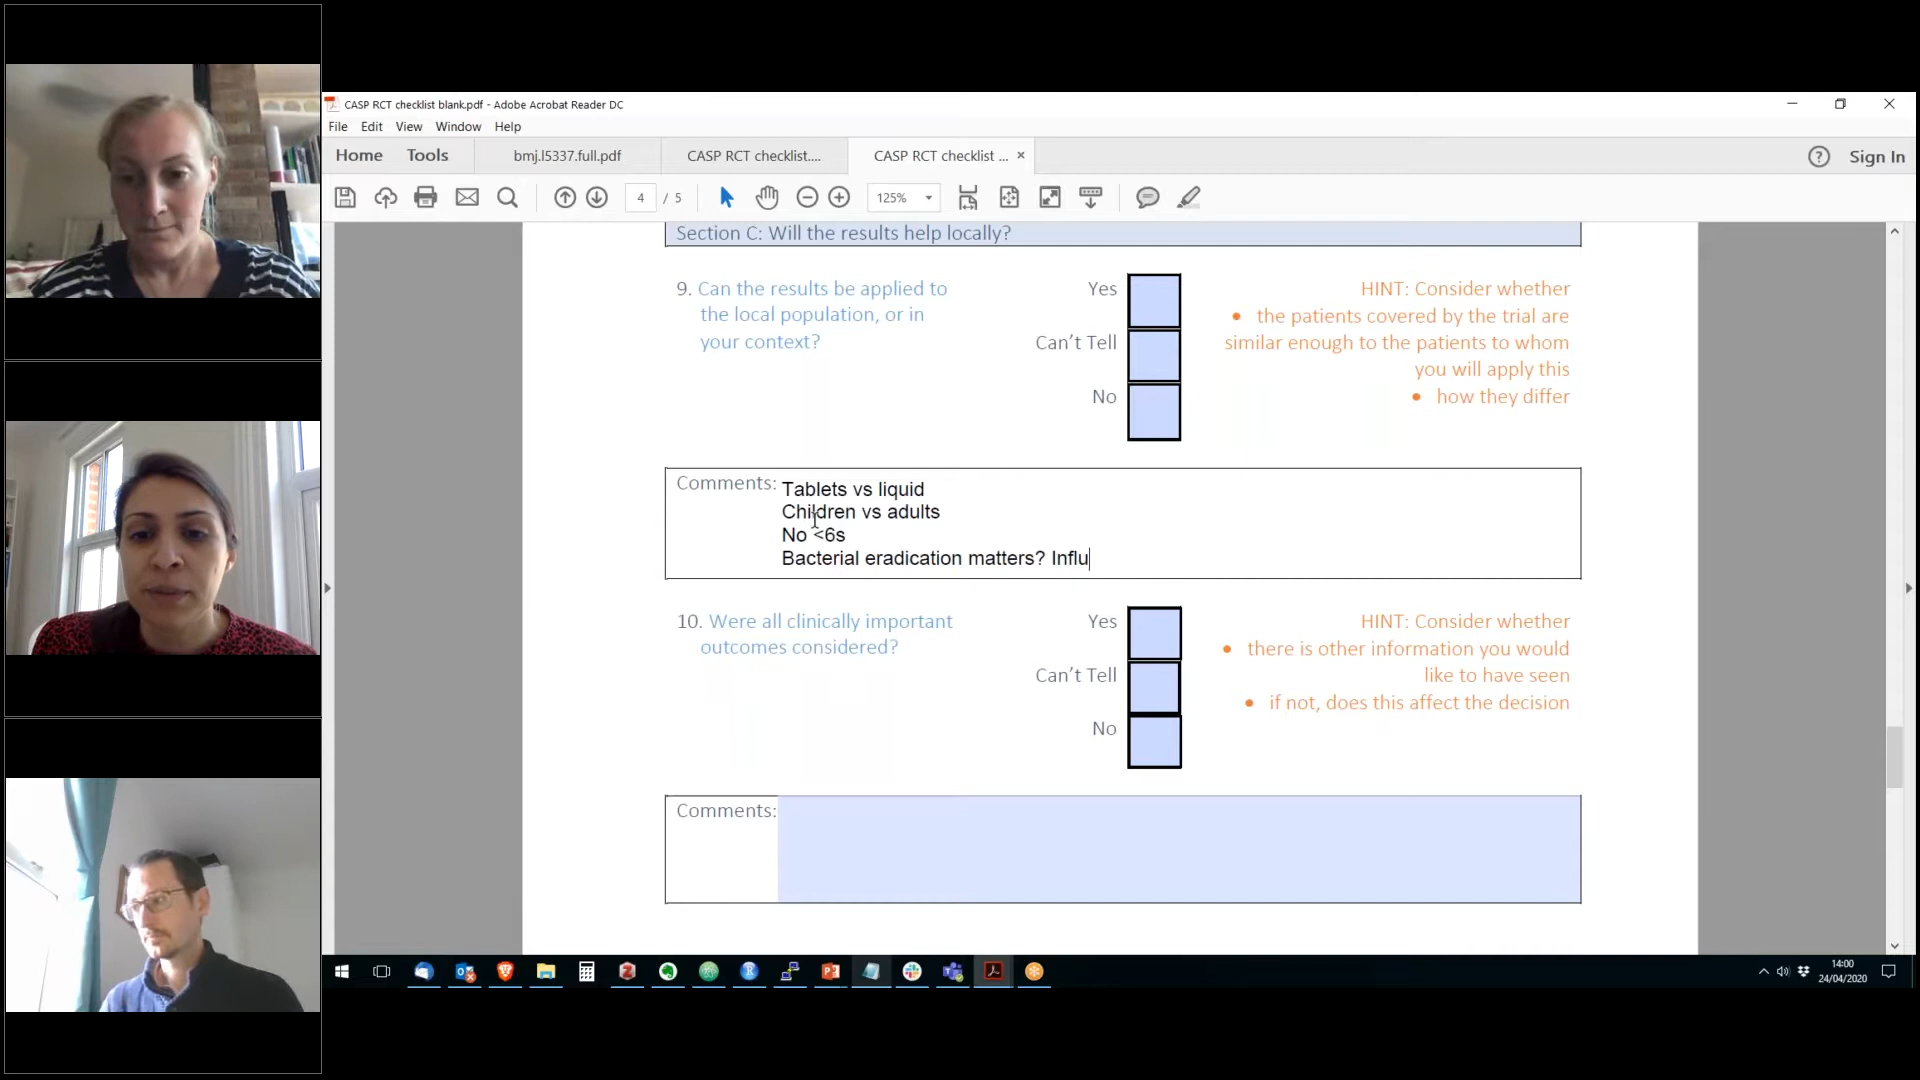 CASP RCT checklist blank.pdf - Adobe Acrobat Reader DC
File Edit View Window Help
Home Tools bmj.l5337.full.pdf CASP RCT checklist.... CASP RCT checklist ... × ? Sign In
4 / 5 125%
Section C: Will the results help locally?
9. Can the results be applied to
the local population, or in
your context?
Yes
Can't Tell
No
HINT: Consider whether
• the patients covered by the trial are
similar enough to the patients to whom
you will apply this
• how they differ
Comments: Tablets vs liquid
Children vs adults
No <6s
Bacterial eradication matters? Influ
10. Were all clinically important
outcomes considered?
Yes
Can't Tell
No
HINT: Consider whether
• there is other information you would
like to have seen
• if not, does this affect the decision
Comments:
14:00
24/04/2020